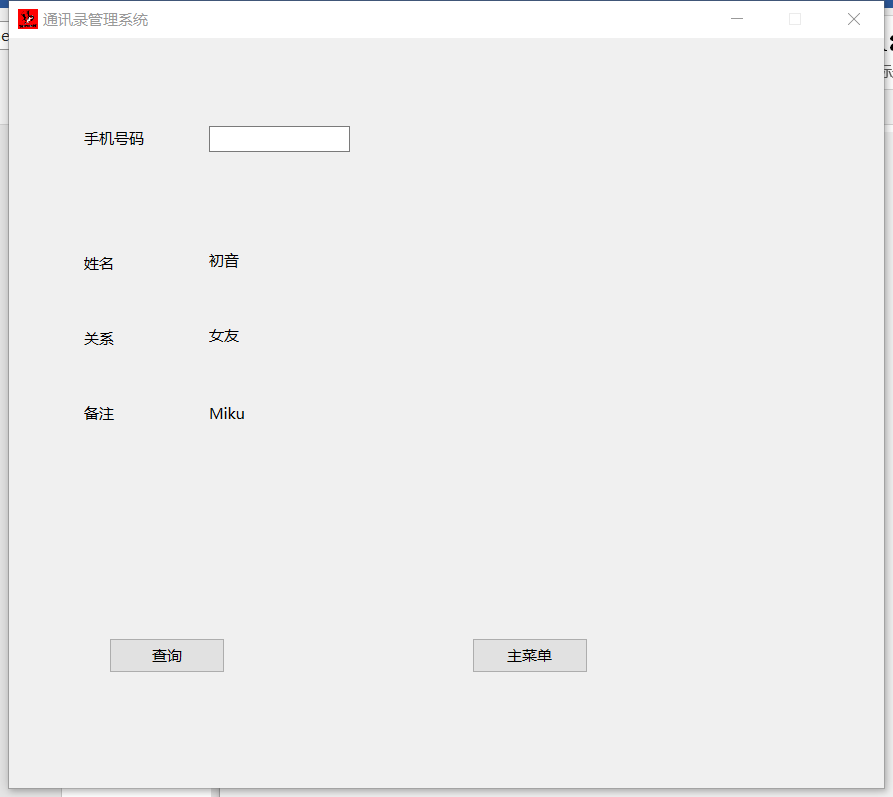 通讯录管理系统
手机号码
姓名 初音
关系 女友
备注 Miku
查询 主菜单